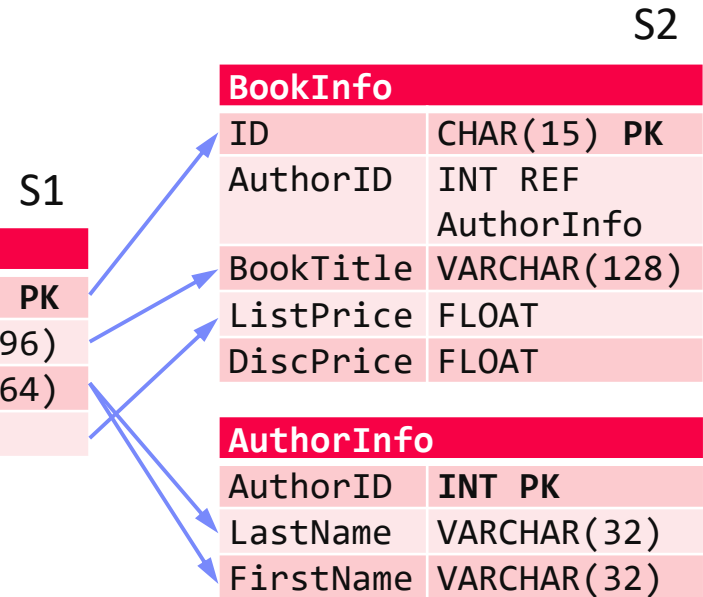 S2
S1
PK
96)
64)
BookInfo
ID CHAR(15) PK
AuthorID INT REF
AuthorInfo
BookTitle VARCHAR(128)
ListPrice FLOAT
DiscPrice FLOAT
AuthorInfo
AuthorID INT PK
LastName VARCHAR(32)
FirstName VARCHAR(32)